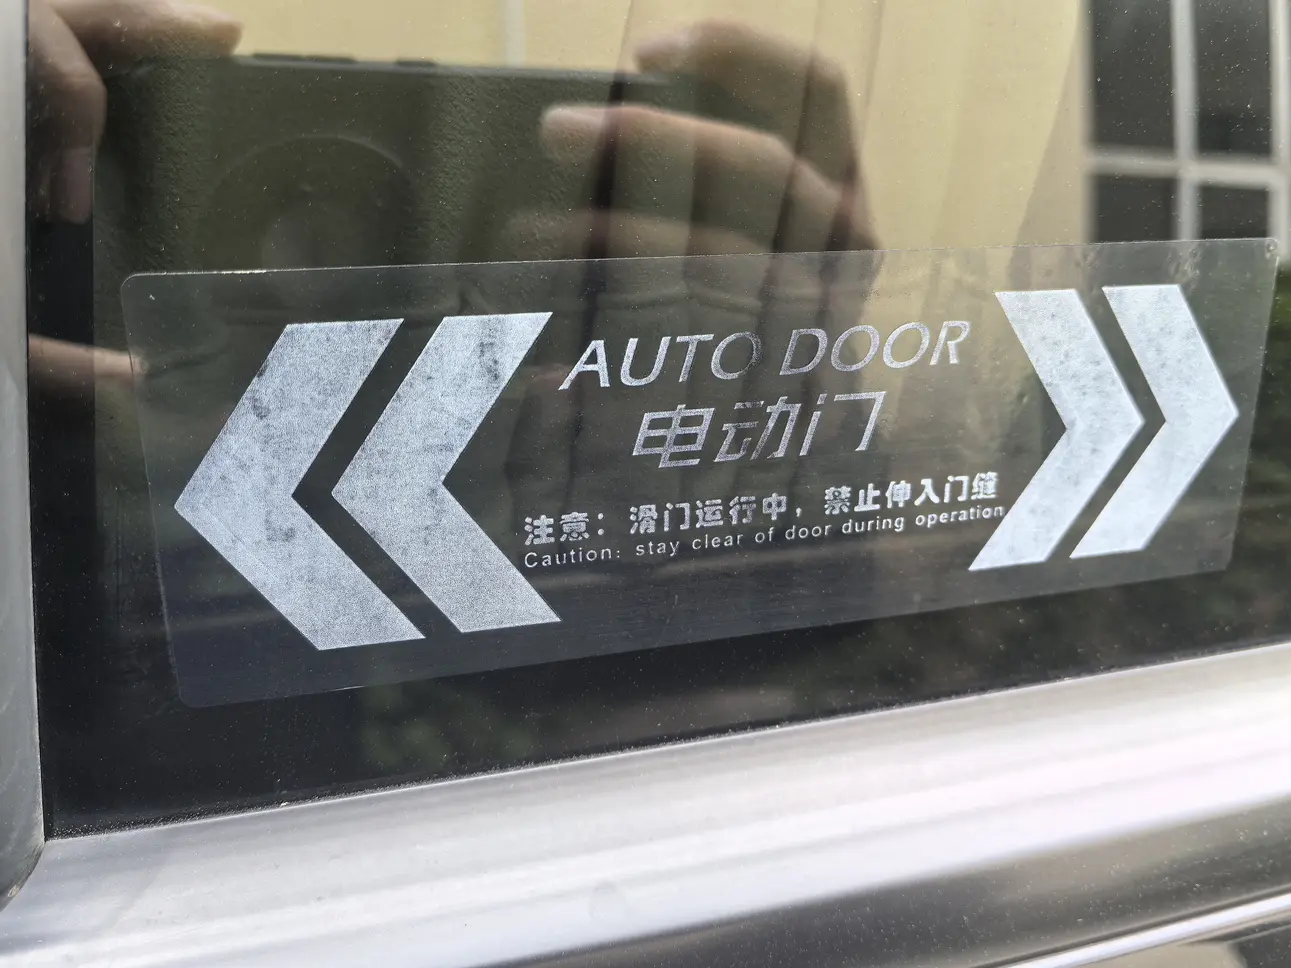 AUTO DOOR
电动门
注意：滑门运行中，禁止伸入门缝
Caution: stay clear of door during operation